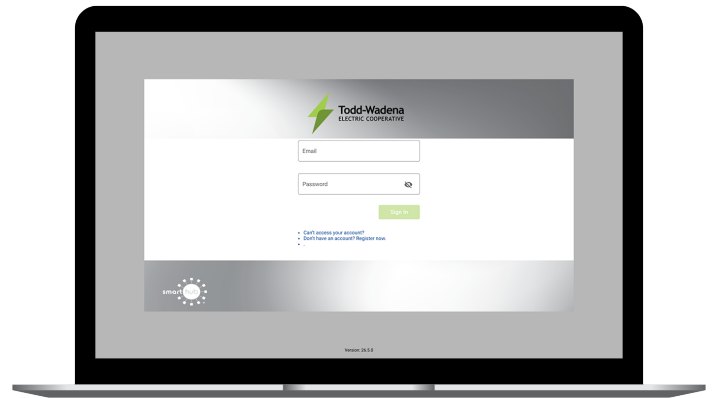 Todd-Wadena
ELECTRIC COOPERATIVE
Email
Password
Sign In
Can't access your account?
Don't have an account? Register now.
.
smart hub
Version: 26.5.0